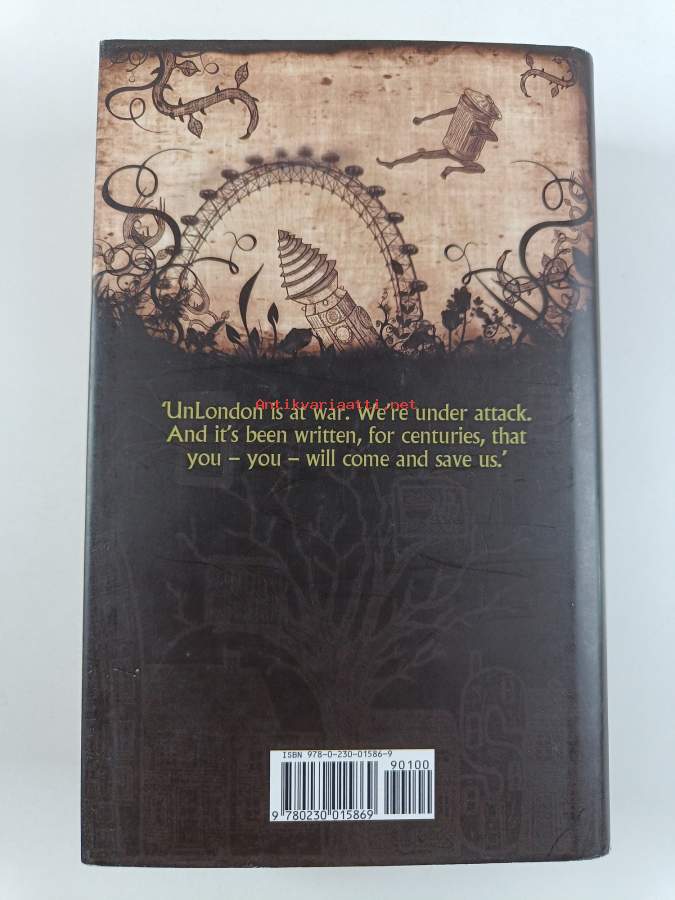 'UnLondon is at war. We're under attack.
Antikvariaatti.net
And it's been written, for centuries, that
you – you – will come and save us.'
ISBN 978-0-230-01586-9
90100
9 780230 015869